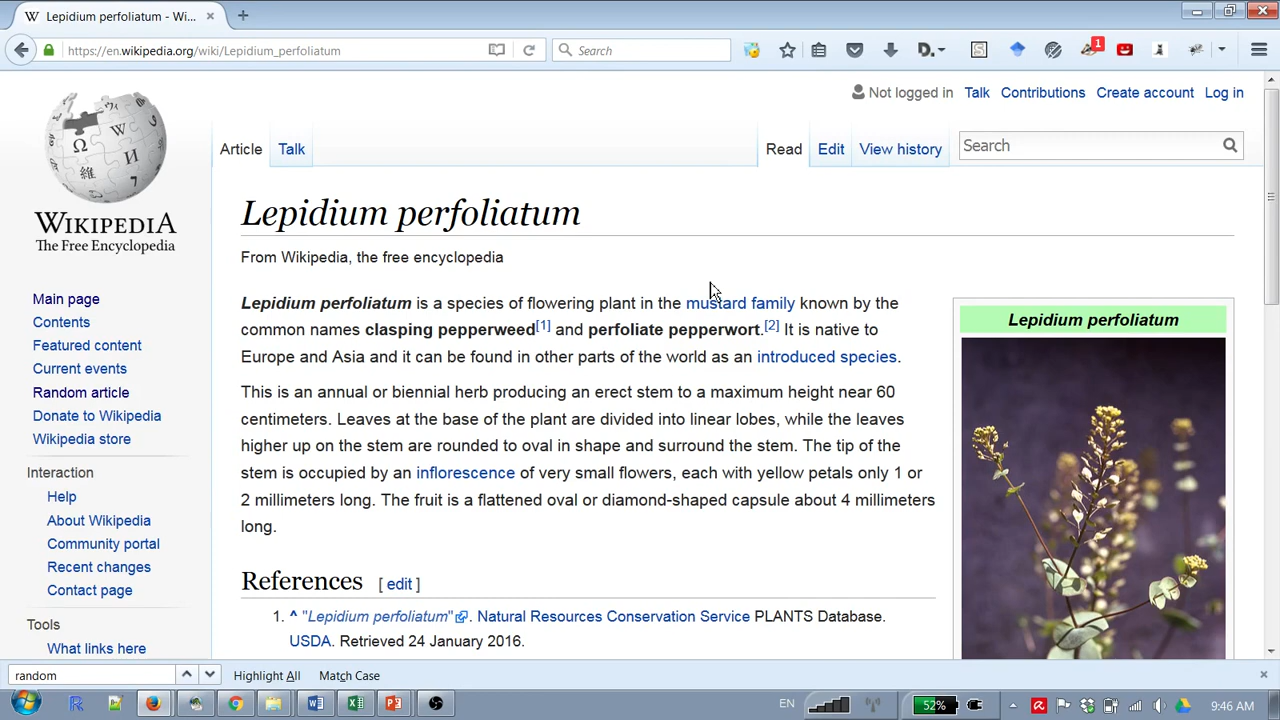 Lepidium perfoliatum - Wi...
https://en.wikipedia.org/wiki/Lepidium_perfoliatum
Search
D.
S
1
Not logged in Talk Contributions Create account Log in
Article Talk Read Edit View history Search
WIKIPEDIA
The Free Encyclopedia
Main page
Contents
Featured content
Current events
Random article
Donate to Wikipedia
Wikipedia store
Interaction
Help
About Wikipedia
Community portal
Recent changes
Contact page
Tools
What links here
Lepidium perfoliatum
From Wikipedia, the free encyclopedia
Lepidium perfoliatum is a species of flowering plant in the mustard family known by the
common names clasping pepperweed[1] and perfoliate pepperwort.[2] It is native to
Europe and Asia and it can be found in other parts of the world as an introduced species.
This is an annual or biennial herb producing an erect stem to a maximum height near 60
centimeters. Leaves at the base of the plant are divided into linear lobes, while the leaves
higher up on the stem are rounded to oval in shape and surround the stem. The tip of the
stem is occupied by an inflorescence of very small flowers, each with yellow petals only 1 or
2 millimeters long. The fruit is a flattened oval or diamond-shaped capsule about 4 millimeters
long.
References [ edit ]
1. ^ "Lepidium perfoliatum". Natural Resources Conservation Service PLANTS Database.
USDA. Retrieved 24 January 2016.
Lepidium perfoliatum
random
Highlight All Match Case
EN
52%
9:46 AM